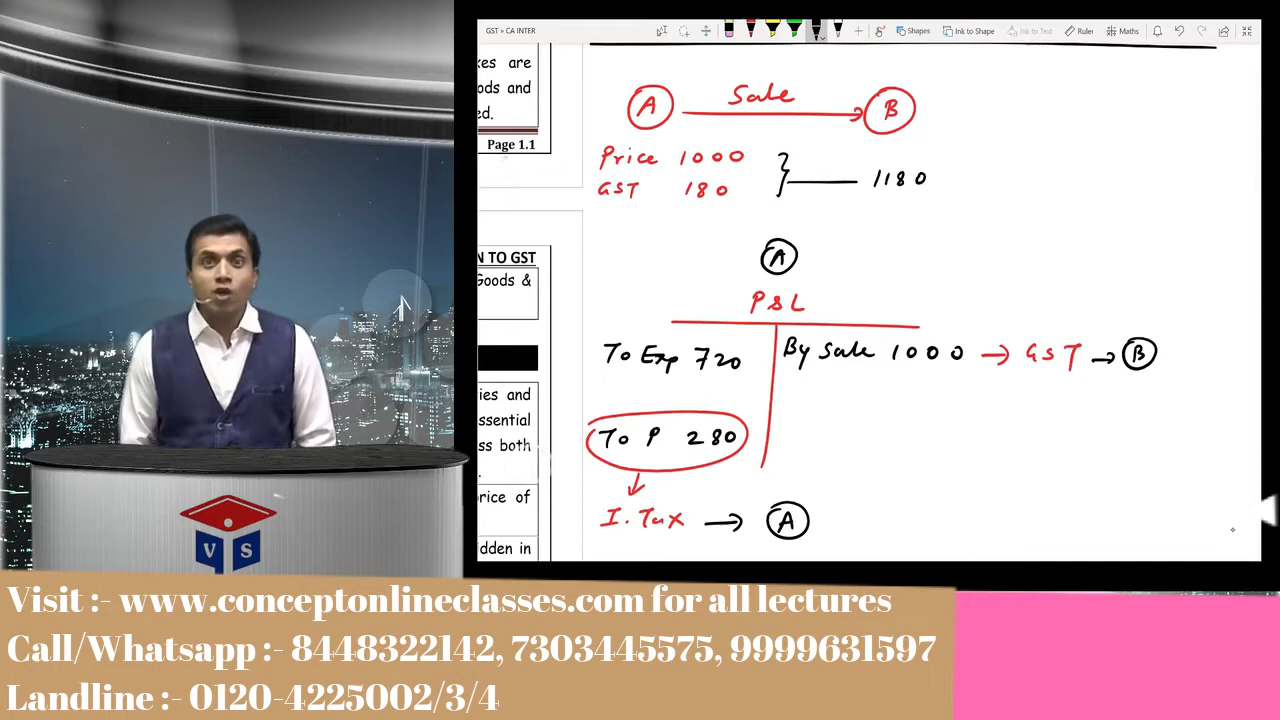 GST > CA INTER
Shapes
Ink to Shape
Ink to Text
Ruler
Maths
xes are
ods and
ed.
Page 1.1
N TO GST
Goods &
ies and
ssential
ss both
rice of
dden in
A Sale B
Price 1000
GST 180
1180
A
P&L
To Exp 720 By Sale 1000 → GST → B
To P 280
I. Tax → A
VS
Visit :- www.conceptonlineclasses.com for all lectures
Call/Whatsapp :- 8448322142, 7303445575, 9999631597
Landline :- 0120-4225002/3/4